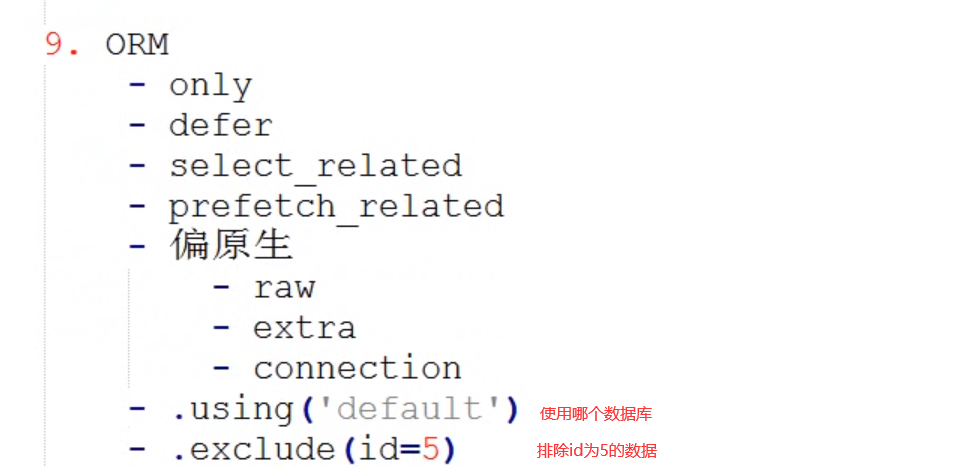 9. ORM
- only
- defer
- select_related
- prefetch_related
- 偏原生
- raw
- extra
- connection
- .using('default') 使用哪个数据库
- .exclude(id=5) 排除id为5的数据